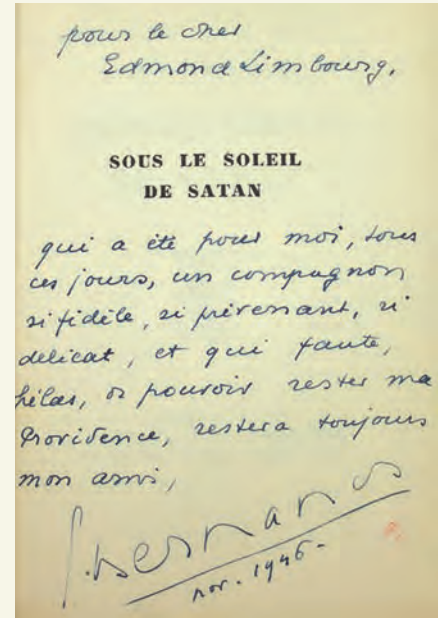 pour le cher
Edmond Limbourg,
SOUS LE SOLEIL
DE SATAN
qui a été pour moi, tous
ces jours, un compagnon
si fidèle, si prévenant, si
délicat, et qui faute,
hélas, de pouvoir rester ma
Providence, restera toujours
mon ami,
G. Bernanos
nov. 1946.